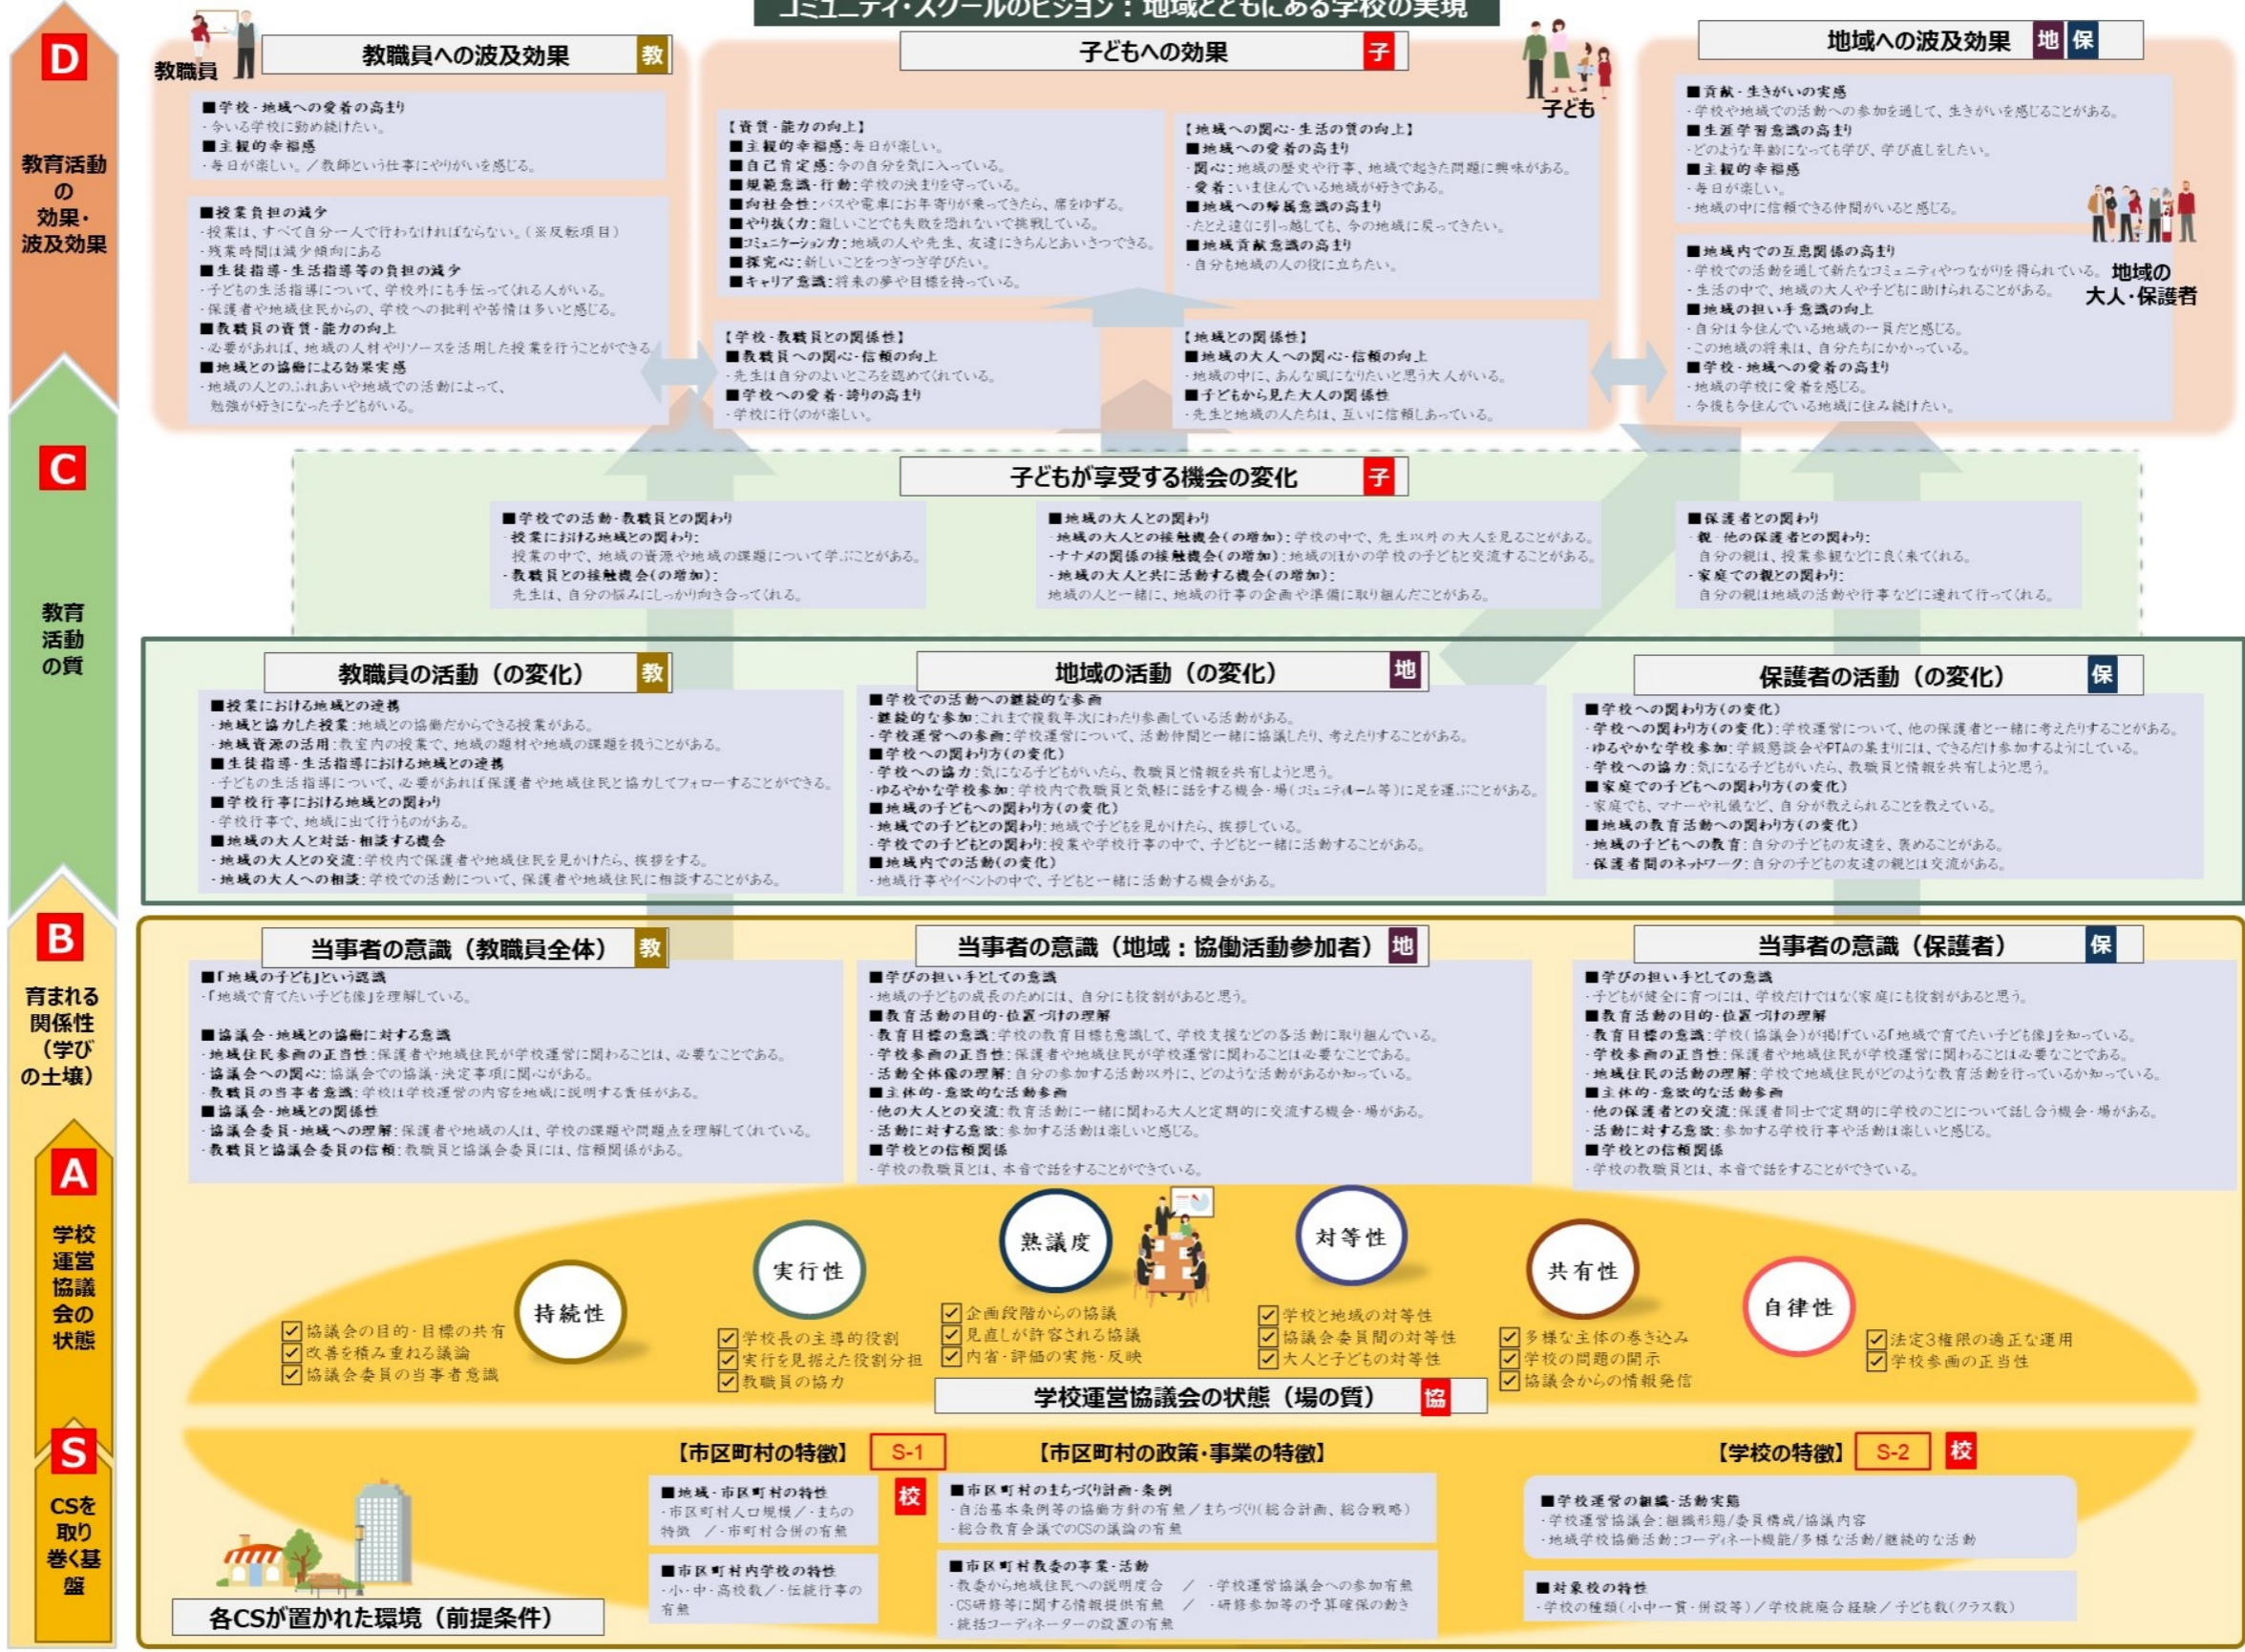 コミュニティ・スクールのビジョン：地域とともにある学校の実現
D
教育活動
の
効果・
波及効果
教職員
教職員への波及効果 教
■学校・地域への愛着の高まり
・今いる学校に勤め続けたい。
■主観的幸福感
・毎日が楽しい。／教師という仕事にやりがいを感じる。
■授業負担の減少
・授業は、すべて自分一人で行わなければならない。(※反転項目)
・残業時間は減少傾向にある
■生徒指導・生活指導等の負担の減少
・子どもの生活指導について、学校外にも手伝ってくれる人がいる。
・保護者や地域住民からの、学校への批判や苦情は多いと感じる。
■教職員の資質・能力の向上
・必要があれば、地域の人材やリソースを活用した授業を行うことができる
■地域との協働による効果実感
・地域の人とのふれあいや地域での活動によって、
勉強が好きになった子どもがいる。
子どもへの効果 子
子ども
【資質・能力の向上】
■主観的幸福感：毎日が楽しい。
■自己肯定感：今の自分を気に入っている。
■規範意識・行動：学校の決まりを守っている。
■向社会性：バスや電車にお年寄りが乗ってきたら、席をゆずる。
■やり抜く力：難しいことでも失敗を恐れないで挑戦している。
■コミュニケーション力：地域の人や先生、友達にきちんとあいさつできる。
■探究心：新しいことをつぎつぎ学びたい。
■キャリア意識：将来の夢や目標を持っている。
【地域への関心・生活の質の向上】
■地域への愛着の高まり
・関心：地域の歴史や行事、地域で起きた問題に興味がある。
・愛着：いま住んでいる地域が好きである。
■地域への帰属意識の高まり
・たとえ遠くに引っ越しても、今の地域に戻ってきたい。
■地域貢献意識の高まり
・自分も地域の人の役に立ちたい。
【学校・教職員との関係性】
■教職員への関心・信頼の向上
・先生は自分のよいところを認めてくれている。
■学校への愛着・誇りの高まり
・学校に行くのが楽しい。
【地域との関係性】
■地域の大人への関心・信頼の向上
・地域の中に、あんな風になりたいと思う大人がいる。
■子どもから見た大人の関係性
・先生と地域の人たちは、互いに信頼しあっている。
地域への波及効果 地 保
■貢献・生きがいの実感
・学校や地域での活動への参加を通して、生きがいを感じることがある。
■生涯学習意識の高まり
・どのような年齢になっても学び、学び直しをしたい。
■主観的幸福感
・毎日が楽しい。
・地域の中に信頼できる仲間がいると感じる。
■地域内での互恵関係の高まり
・学校での活動を通して新たなコミュニティやつながりを得られている。
・生活の中で、地域の大人や子どもに助けられることがある。
■地域の担い手意識の向上
・自分は今住んでいる地域の一員だと感じる。
・この地域の将来は、自分たちにかかっている。
■学校・地域への愛着の高まり
・地域の学校に愛着を感じる。
・今後も今住んでいる地域に住み続けたい。
地域の
大人・保護者
C
教育
活動
の質
子どもが享受する機会の変化 子
■学校での活動・教職員との関わり
・授業における地域との関わり：
授業の中で、地域の資源や地域の課題について学ぶことがある。
・教職員との接触機会(の増加)：
先生は、自分の悩みにしっかり向き合ってくれる。
■地域の大人との関わり
・地域の大人との接触機会(の増加)：学校の中で、先生以外の大人を見ることがある。
・ナナメの関係の接触機会(の増加)：地域のほかの学校の子どもと交流することがある。
・地域の大人と共に活動する機会(の増加)：
地域の人と一緒に、地域の行事の企画や準備に取り組んだことがある。
■保護者との関わり
・親・他の保護者との関わり：
自分の親は、授業参観などに良く来てくれる。
・家庭での親との関わり：
自分の親は地域の活動や行事などに連れて行ってくれる。
教職員の活動（の変化） 教
■授業における地域との連携
・地域と協力した授業：地域との協働だからできる授業がある。
・地域資源の活用：教室内の授業で、地域の題材や地域の課題を扱うことがある。
■生徒指導・生活指導における地域との連携
・子どもの生活指導について、必要があれば保護者や地域住民と協力してフォローすることができる。
■学校行事における地域との関わり
・学校行事で、地域に出て行うものがある。
■地域の大人と対話・相談する機会
・地域の大人との交流：学校内で保護者や地域住民を見かけたら、挨拶をする。
・地域の大人への相談：学校での活動について、保護者や地域住民に相談することがある。
地域の活動（の変化） 地
■学校での活動への継続的な参画
・継続的な参加：これまで複数年次にわたり参画している活動がある。
・学校運営への参画：学校運営について、活動仲間と一緒に協議したり、考えたりすることがある。
■学校への関わり方(の変化)
・学校への協力：気になる子どもがいたら、教職員と情報を共有しようと思う。
・ゆるやかな学校参加：学校内で教職員と気軽に話をする機会・場(コミュニティルーム等)に足を運ぶことがある。
■地域の子どもへの関わり方(の変化)
・地域での子どもとの関わり：地域で子どもを見かけたら、挨拶している。
・学校での子どもとの関わり：授業や学校行事の中で、子どもと一緒に活動することがある。
■地域内での活動(の変化)
・地域行事やイベントの中で、子どもと一緒に活動する機会がある。
保護者の活動（の変化） 保
■学校への関わり方(の変化)
・学校への関わり方(の変化)：学校運営について、他の保護者と一緒に考えたりすることがある。
・ゆるやかな学校参加：学級懇談会やPTAの集まりには、できるだけ参加するようにしている。
・学校への協力：気になる子どもがいたら、教職員と情報を共有しようと思う。
■家庭での子どもへの関わり方(の変化)
・家庭でも、マナーや礼儀など、自分が教えられることを教えている。
■地域の教育活動への関わり方(の変化)
・地域の子どもへの教育：自分の子どもの友達を、褒めることがある。
・保護者間のネットワーク：自分の子どもの友達の親とは交流がある。
B
育まれる
関係性
（学び
の土壌）
当事者の意識（教職員全体） 教
■「地域の子ども」という認識
・「地域で育てたい子ども像」を理解している。
■協議会・地域との協働に対する意識
・地域住民参画の正当性：保護者や地域住民が学校運営に関わることは、必要なことである。
・協議会への関心：協議会での協議・決定事項に関心がある。
・教職員の当事者意識：学校は学校運営の内容を地域に説明する責任がある。
■協議会・地域との関係性
・協議会委員・地域への理解：保護者や地域の人は、学校の課題や問題点を理解してくれている。
・教職員と協議会委員の信頼：教職員と協議会委員には、信頼関係がある。
当事者の意識（地域：協働活動参加者） 地
■学びの担い手としての意識
・地域の子どもの成長のためには、自分にも役割があると思う。
■教育活動の目的・位置づけの理解
・教育目標の意識：学校の教育目標も意識して、学校支援などの各活動に取り組んでいる。
・学校参画の正当性：保護者や地域住民が学校運営に関わることは必要なことである。
・活動全体像の理解：自分の参加する活動以外に、どのような活動があるか知っている。
■主体的・意欲的な活動参画
・他の大人との交流：教育活動に一緒に関わる大人と定期的に交流する機会・場がある。
・活動に対する意欲：参加する活動は楽しいと感じる。
■学校との信頼関係
・学校の教職員とは、本音で話をすることができている。
当事者の意識（保護者） 保
■学びの担い手としての意識
・子どもが健全に育つには、学校だけではなく家庭にも役割があると思う。
■教育活動の目的・位置づけの理解
・教育目標の意識：学校(協議会)が掲げている「地域で育てたい子ども像」を知っている。
・学校参画の正当性：保護者や地域住民が学校運営に関わることは必要なことである。
・地域住民の活動の理解：学校で地域住民がどのような教育活動を行っているか知っている。
■主体的・意欲的な活動参画
・他の保護者との交流：保護者同士で定期的に学校のことについて話し合う機会・場がある。
・活動に対する意欲：参加する学校行事や活動は楽しいと感じる。
■学校との信頼関係
・学校の教職員とは、本音で話をすることができている。
A
学校
運営
協議
会の
状態
持続性
協議会の目的・目標の共有
改善を積み重ねる議論
協議会委員の当事者意識
実行性
学校長の主導的役割
実行を見据えた役割分担
教職員の協力
熟議度
企画段階からの協議
見直しが許容される協議
内省・評価の実施・反映
対等性
学校と地域の対等性
協議会委員間の対等性
大人と子どもの対等性
共有性
多様な主体の巻き込み
学校の問題の開示
協議会からの情報発信
自律性
法定3権限の適正な運用
学校参画の正当性
学校運営協議会の状態（場の質） 協
S
CSを
取り
巻く基
盤
各CSが置かれた環境（前提条件）
【市区町村の特徴】 S-1
校
■地域・市区町村の特性
・市区町村人口規模／・まちの
特徴 ／・市町村合併の有無
■市区町村内学校の特性
・小・中・高校数／・伝統行事の
有無
【市区町村の政策・事業の特徴】
■市区町村のまちづくり計画・条例
・自治基本条例等の協働方針の有無／まちづくり(総合計画、総合戦略)
・総合教育会議でのCSの議論の有無
■市区町村教委の事業・活動
・教委から地域住民への説明度合 ／ ・学校運営協議会への参加有無
・CS研修等に関する情報提供有無 ／ ・研修参加等の予算確保の動き
・統括コーディネーターの設置の有無
【学校の特徴】 S-2 校
■学校運営の組織・活動実態
・学校運営協議会：組織形態/委員構成/協議内容
・地域学校協働活動：コーディネート機能/多様な活動/継続的な活動
■対象校の特性
・学校の種類(小中一貫・併設等)／学校統廃合経験／子ども数(クラス数)